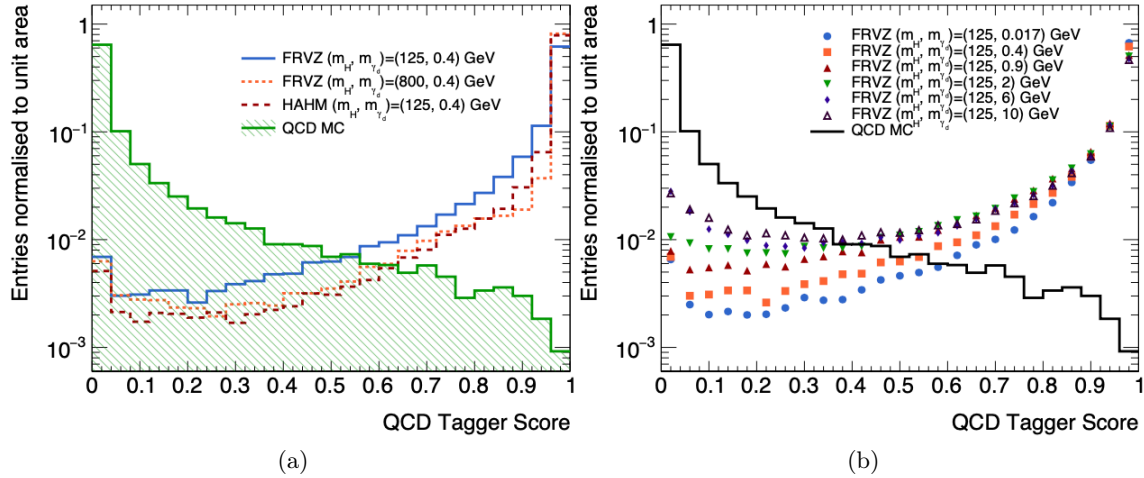 Entries normalised to unit area
1
10⁻¹
10⁻²
10⁻³
FRVZ (m_H, m_γd)=(125, 0.4) GeV
FRVZ (m_H, m_γd)=(800, 0.4) GeV
HAHM (m_H, m_γd)=(125, 0.4) GeV
QCD MC
0 0.1 0.2 0.3 0.4 0.5 0.6 0.7 0.8 0.9 1
QCD Tagger Score
(a)
Entries normalised to unit area
1
10⁻¹
10⁻²
10⁻³
FRVZ (m_H, m_γd)=(125, 0.017) GeV
FRVZ (m_H, m_γd)=(125, 0.4) GeV
FRVZ (m_H, m_γd)=(125, 0.9) GeV
FRVZ (m_H, m_γd)=(125, 2) GeV
FRVZ (m_H, m_γd)=(125, 6) GeV
FRVZ (m_H, m_γd)=(125, 10) GeV
QCD MC
0 0.1 0.2 0.3 0.4 0.5 0.6 0.7 0.8 0.9 1
QCD Tagger Score
(b)